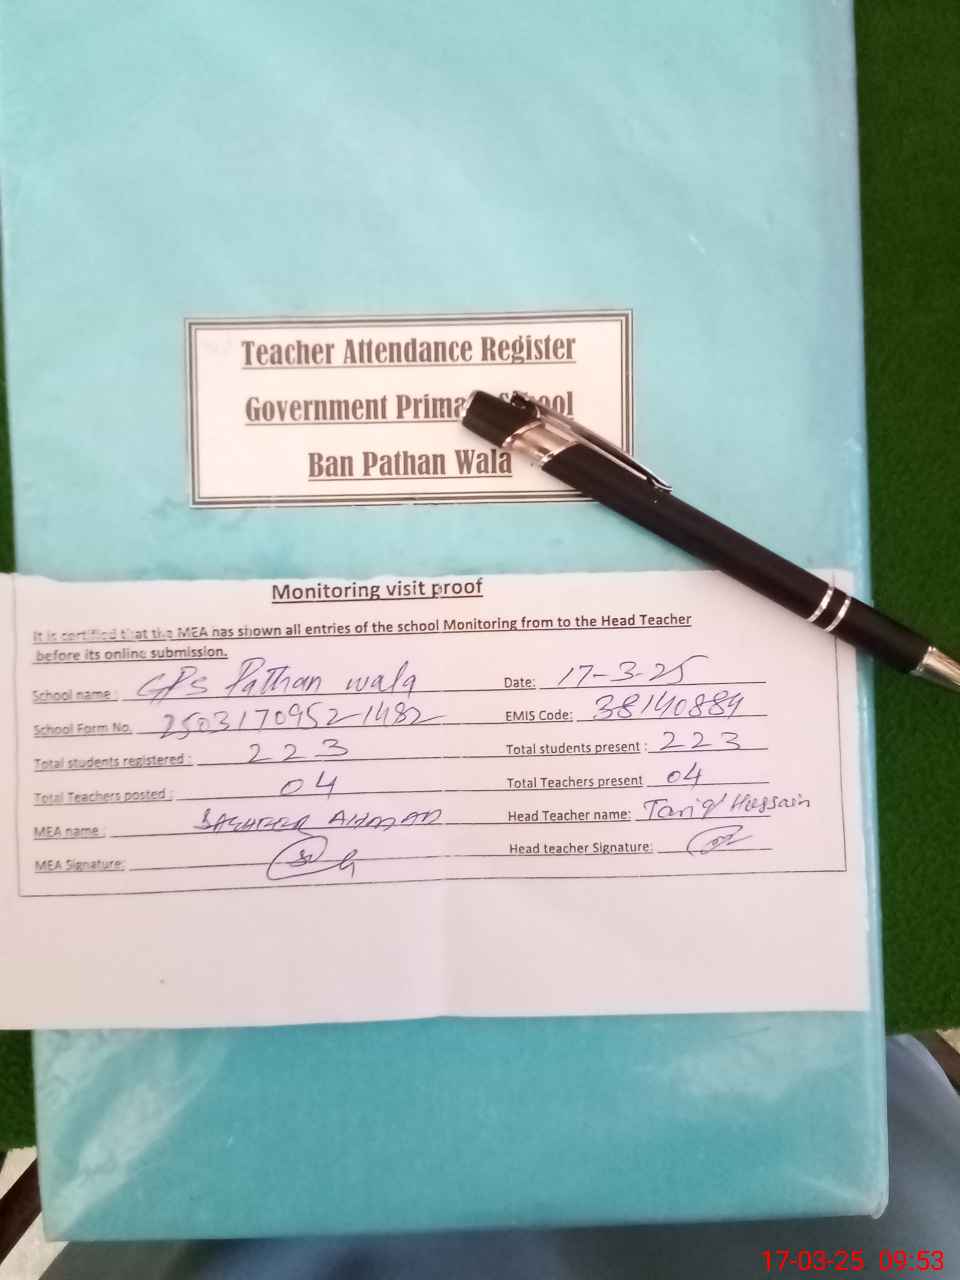 Teacher Attendance Register
Government Primary School
Ban Pathan Wala
Monitoring visit proof
It is certified that the MEA has shown all entries of the school Monitoring from to the Head Teacher
before its online submission.
School name : GPS Pathan wala Date: 17-3-25
School Form No. 2503170952-1482 EMIS Code: 38140884
Total students registered : 223 Total students present : 223
Total Teachers posted : 04 Total Teachers present 04
MEA name : AHMAD Head Teacher name: Tariq Hussain
MEA Signature: Head teacher Signature:
17-03-25 09:53